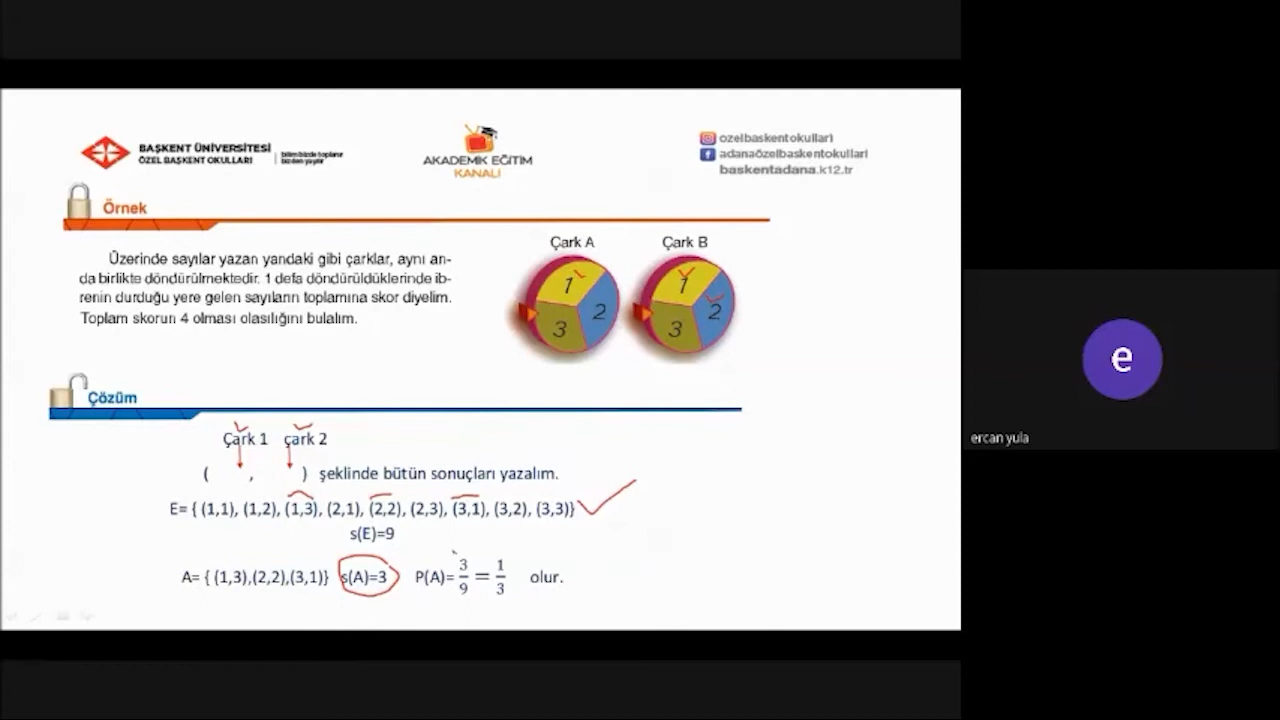 BAŞKENT ÜNİVERSİTESİ
ÖZEL BAŞKENT OKULLARI
bilim bizde toplanır
bizden yayılır
AKADEMİK EĞİTİM
KANALI
ozelbaskentokullari
adanaözelbaskentokullari
baskentadana.k12.tr
Örnek
Üzerinde sayılar yazan yandaki gibi çarklar, aynı an-
da birlikte döndürülmektedir. 1 defa döndürüldüklerinde ib-
renin durduğu yere gelen sayıların toplamına skor diyelim.
Toplam skorun 4 olması olasılığını bulalım.
Çark A
1
2
3
Çark B
1
2
3
Çözüm
Çark 1 çark 2
( , ) şeklinde bütün sonuçları yazalım.
E= { (1,1), (1,2), (1,3), (2,1), (2,2), (2,3), (3,1), (3,2), (3,3)}
s(E)=9
A= { (1,3),(2,2),(3,1)} s(A)=3 P(A)= 3/9 = 1/3 olur.
e
ercan yula